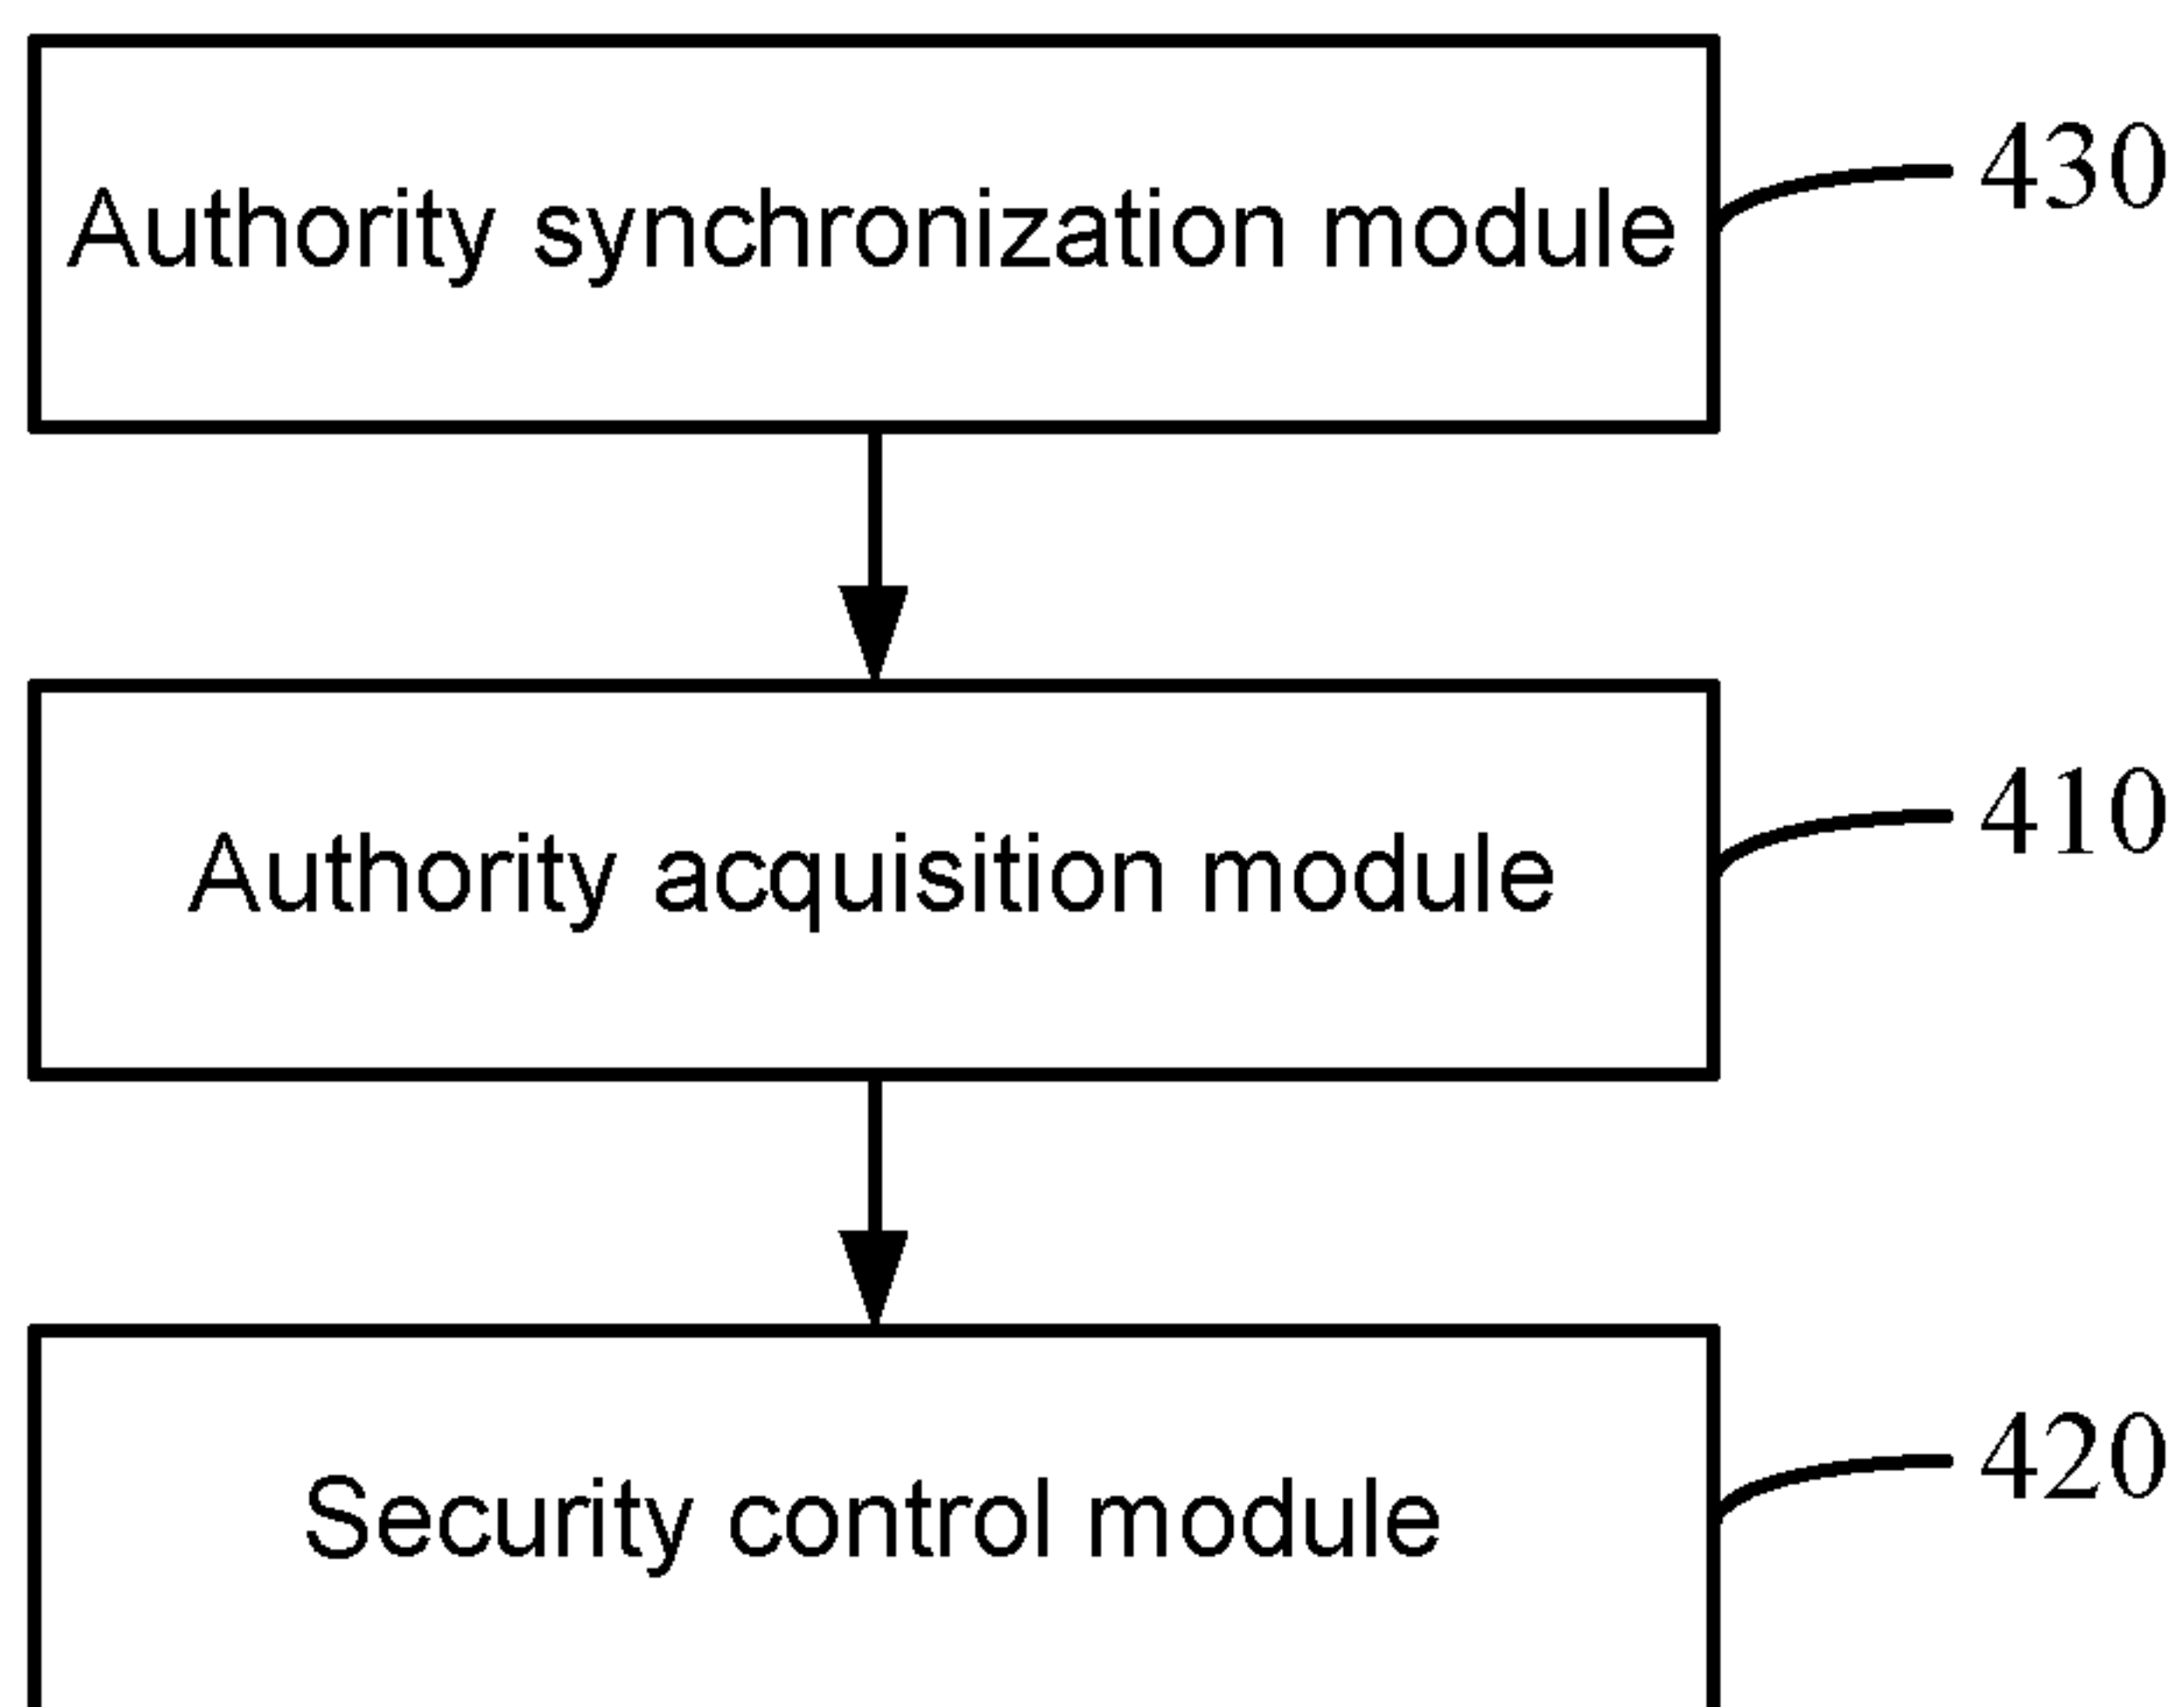 Authority synchronization module
430
Authority acquisition module
410
Security control module
420